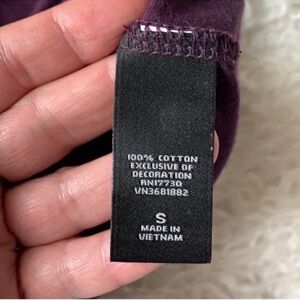 100% COTTON
EXCLUSIVE OF
DECORATION
RN17730
VN3681882
S
MADE IN
VIETNAM